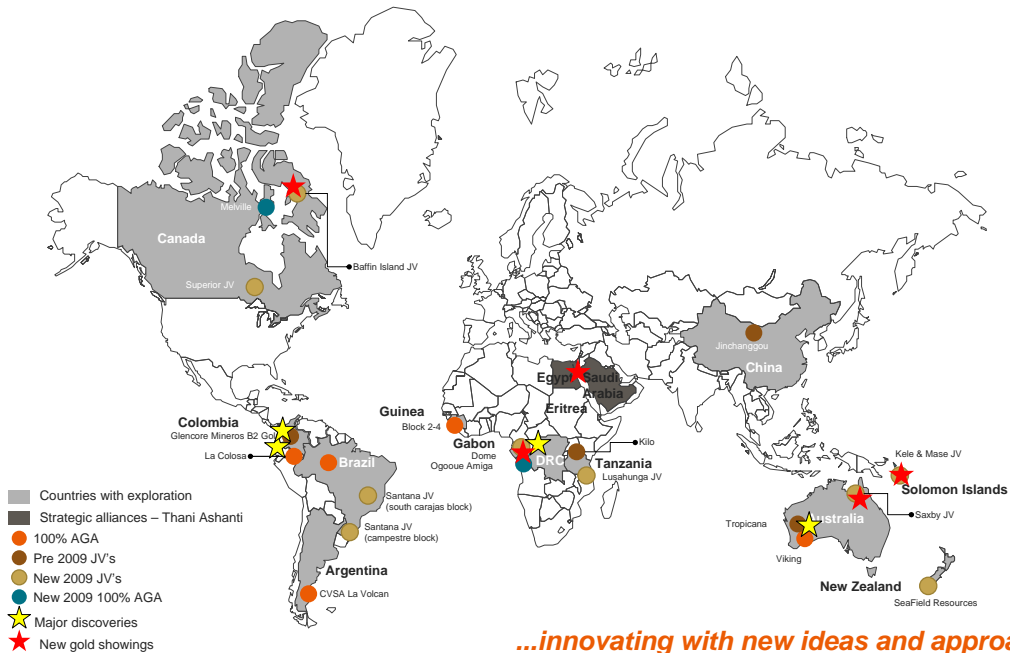 Melville
Canada
Baffin Island JV
Superior JV
Jinchanggou
China
Egypt
Saudi
Arabia
Eritrea
Colombia
Glencore Mineros B2 Gol
La Colosa
Brazil
Guinea
Block 2-4
Gabon
Dome
Ogooue Amiga
DRC
Kilo
Tanzania
Lusahunga JV
Kele & Mase JV
Solomon Islands
Saxby JV
Australia
Tropicana
Viking
New Zealand
SeaField Resources
Santana JV
(south carajas block)
Santana JV
(campestre block)
Argentina
CVSA La Volcan
Countries with exploration
Strategic alliances – Thani Ashanti
100% AGA
Pre 2009 JV's
New 2009 JV's
New 2009 100% AGA
Major discoveries
New gold showings
...innovating with new ideas and approa